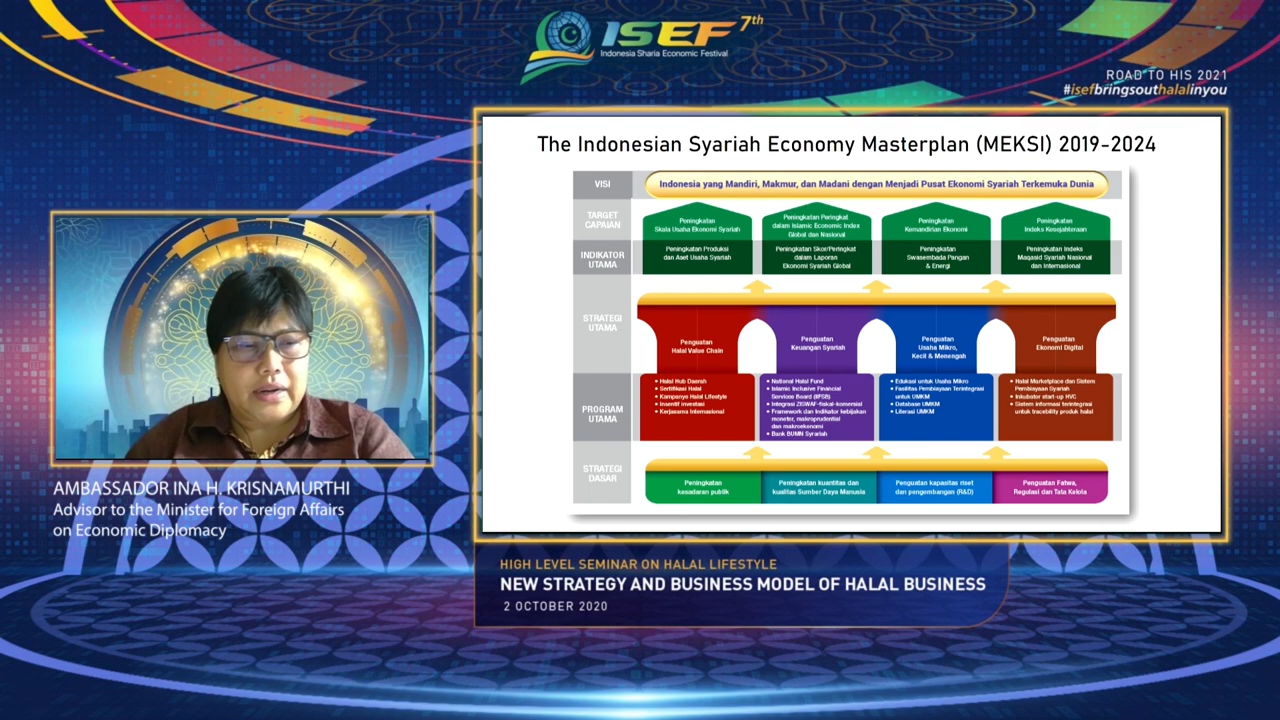 ISEF 7th
Indonesia Sharia Economic Festival
ROAD TO HIS 2021
#isefbringsouthalalinyou
The Indonesian Syariah Economy Masterplan (MEKSI) 2019-2024
VISI
Indonesia yang Mandiri, Makmur, dan Madani dengan Menjadi Pusat Ekonomi Syariah Terkemuka Dunia
TARGET
CAPAIAN
Peningkatan
Skala Usaha Ekonomi Syariah
Peningkatan Peringkat
dalam Islamic Economic Index
Global dan Nasional
Peningkatan
Kemandirian Ekonomi
Peningkatan
Indeks Kesejahteraan
INDIKATOR
UTAMA
Peningkatan Produksi
dan Aset Usaha Syariah
Peningkatan Skor/Peringkat
dalam Laporan
Ekonomi Syariah Global
Peningkatan
Swasembada Pangan
& Energi
Peningkatan Indeks
Maqasid Syariah Nasional
dan Internasional
STRATEGI
UTAMA
Penguatan
Halal Value Chain
Penguatan
Keuangan Syariah
Penguatan
Usaha Mikro,
Kecil & Menengah
Penguatan
Ekonomi Digital
PROGRAM
UTAMA
• Halal Hub Daerah
• Sertifikasi Halal
• Kampanye Halal Lifestyle
• Insentif investasi
• Kerjasama Internasional
• National Halal Fund
• Islamic Inclusive Financial
Services Board (IIFSB)
• Integrasi ZISWAF-fiskal-komersial
• Framework dan Indikator kebijakan
moneter, makroprudential
dan makroekonomi
• Bank BUMN Syrariah
• Edukasi untuk Usaha Mikro
• Fasilitas Pembiayaan Terintegrasi
untuk UMKM
• Database UMKM
• Literasi UMKM
• Halal Marketplace dan Sistem
Pembiayaan Syariah
• Inkubator start-up HVC
• Sistem informasi terintegrasi
untuk tracebility produk halal
STRATEGI
DASAR
Peningkatan
kesadaran publik
Peningkatan kuantitas dan
kualitas Sumber Daya Manusia
Penguatan kapasitas riset
dan pengembangan (R&D)
Penguatan Fatwa,
Regulasi dan Tata Kelola
AMBASSADOR INA H. KRISNAMURTHI
Advisor to the Minister for Foreign Affairs
on Economic Diplomacy
HIGH LEVEL SEMINAR ON HALAL LIFESTYLE
NEW STRATEGY AND BUSINESS MODEL OF HALAL BUSINESS
2 OCTOBER 2020